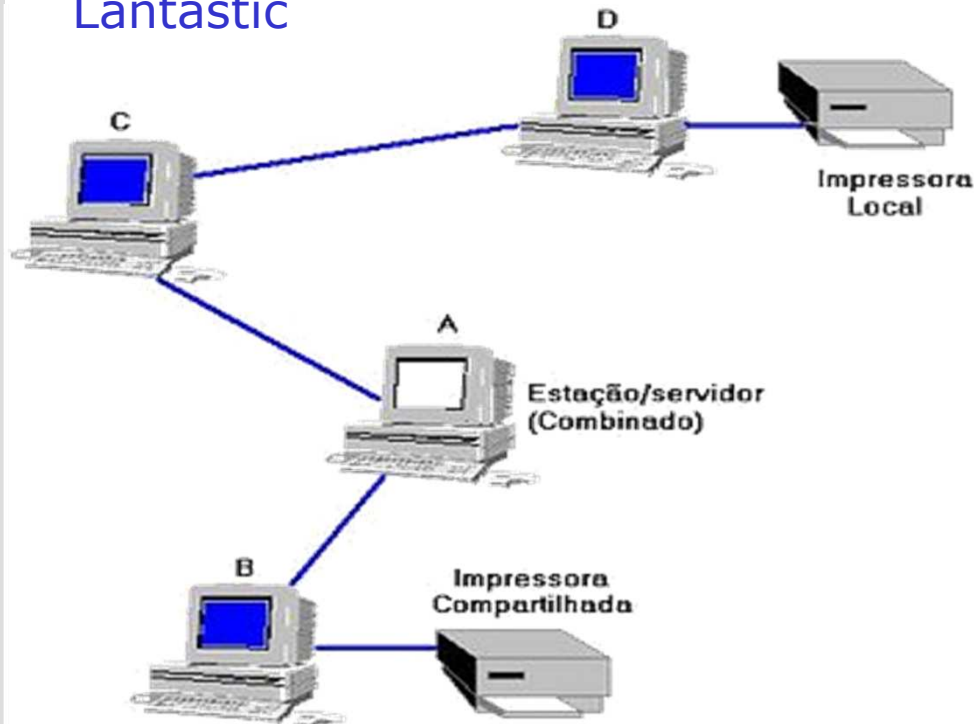 Lantastic
D
C
Impressora
Local
A
Estação/servidor
(Combinado)
B
Impressora
Compartilhada